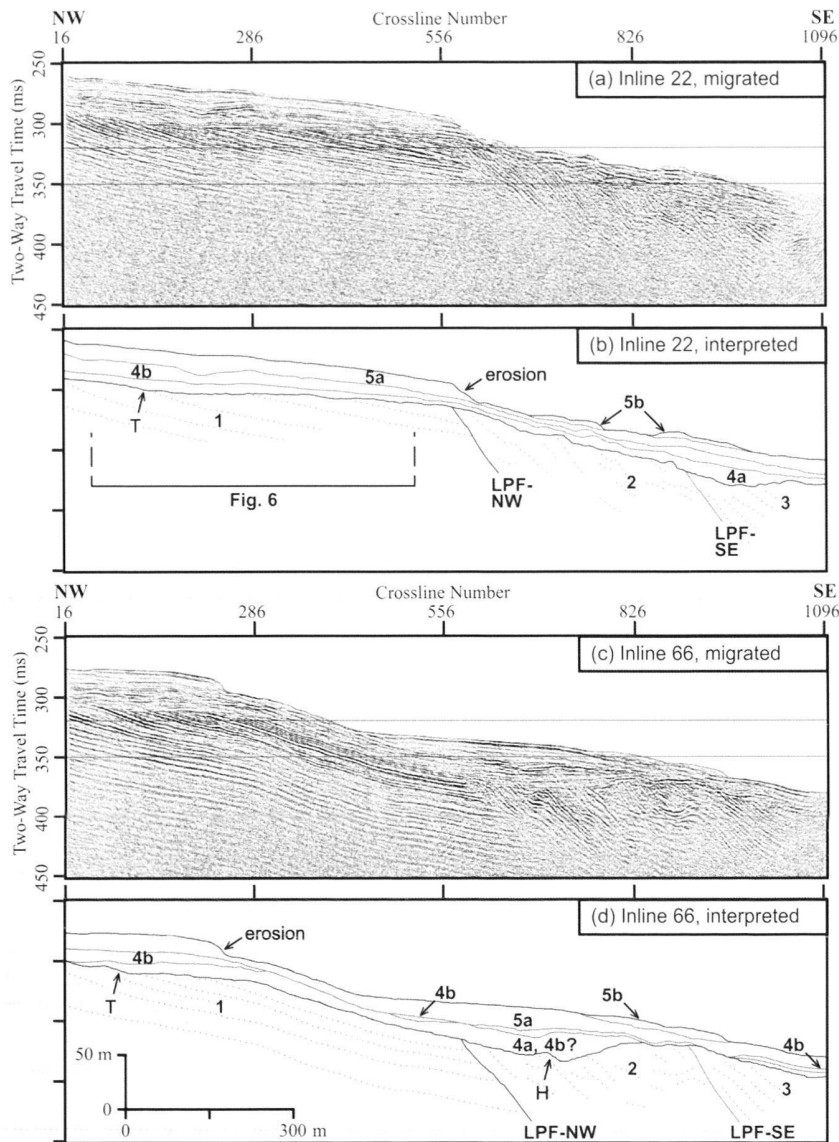 NW Crossline Number SE
16 286 556 826 1096
Two-Way Travel Time (ms)
250
300
350
400
450
(a) Inline 22, migrated
(b) Inline 22, interpreted
4b
5a
erosion
5b
T
1
Fig. 6
LPF-
NW
2
LPF-
SE
4a
3
NW Crossline Number SE
16 286 556 826 1096
Two-Way Travel Time (ms)
250
300
350
400
450
(c) Inline 66, migrated
(d) Inline 66, interpreted
erosion
4b
T
1
4b
5a
5b
4a, 4b?
H
2
4b
3
50 m
0
0 300 m
LPF-NW
LPF-SE